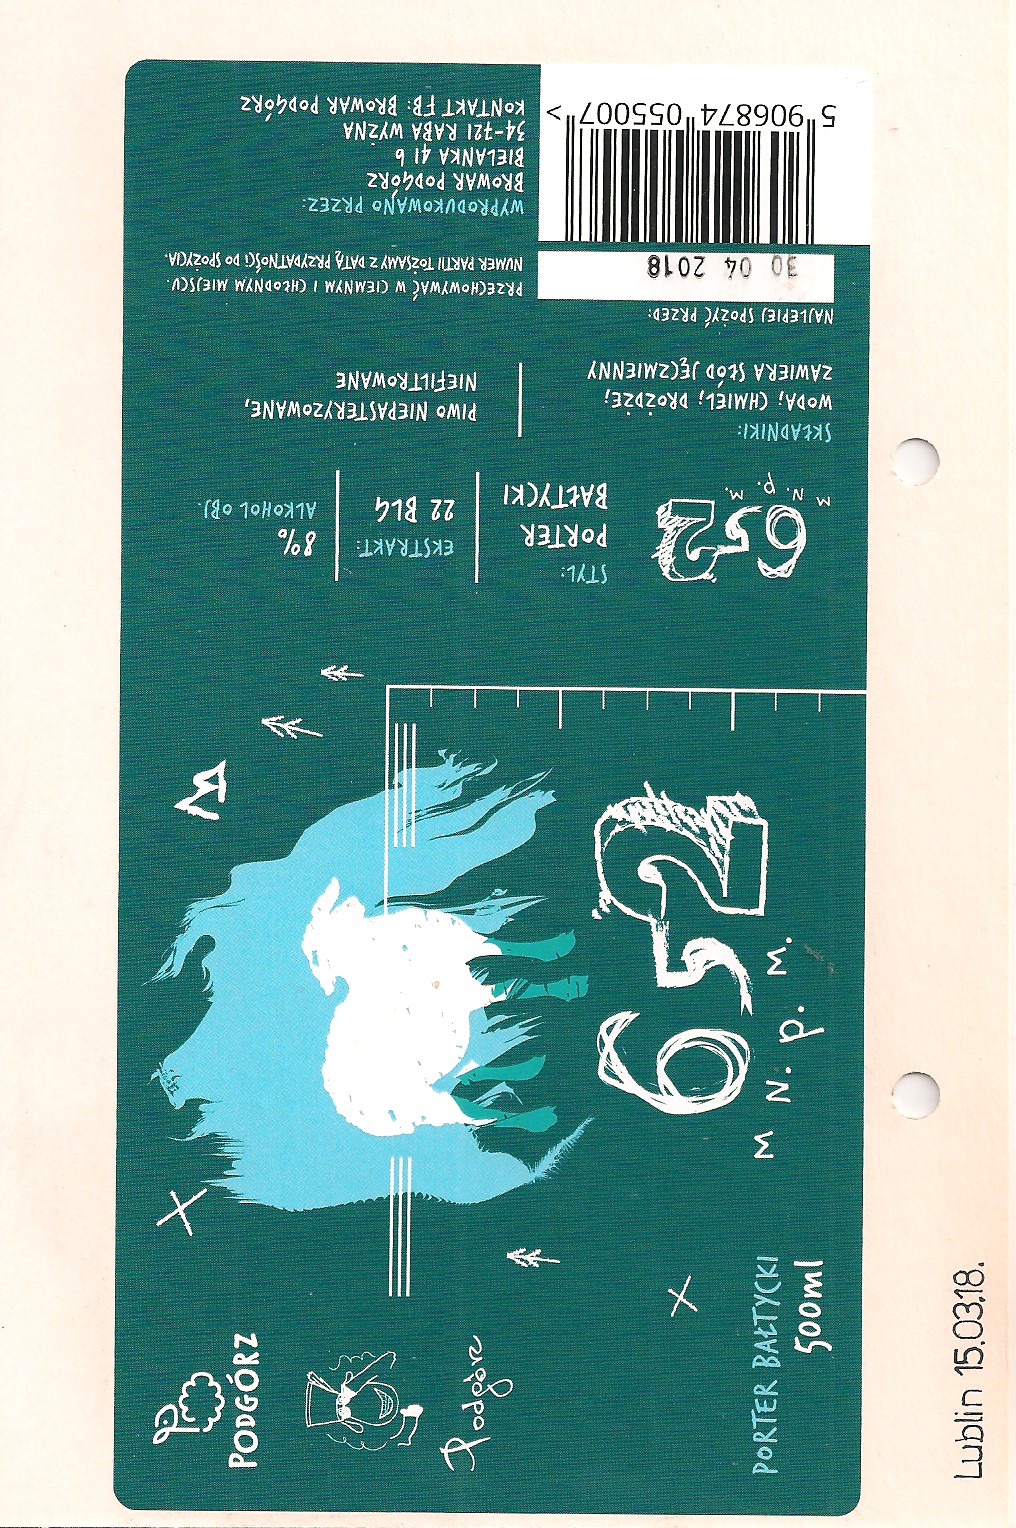 PODGÓRZ
Podgórz
652
M N. p. M.
PORTER BAŁTYCKI
500ml
652
M N. p. M.
STYL:
PORTER
BAŁTYCKI
EKSTRAKT:
22 BLG
8%
ALKOHOL OBJ.
SKŁADNIKI:
WODA, CHMIEL, DROŻDŻE;
ZAWIERA SŁÓD JĘCZMIENNY
PIWO NIEPASTERYZOWANE,
NIEFILTROWANE
NAJLEPIEJ SPOŻYĆ PRZED:
30 04 2018
PRZECHOWYWAĆ W CIEMNYM I CHŁODNYM MIEJSCU.
NUMER PARTII TOŻSAMY Z DATĄ PRZYDATNOŚCI DO SPOŻYCIA.
WYPRODUKOWANO PRZEZ:
BROWAR PODGÓRZ
BIELANKA 41 b
34-721 RABA WYŻNA
KONTAKT FB: BROWAR PODGÓRZ
5 906874 055007 >
Lublin 15.03.18.